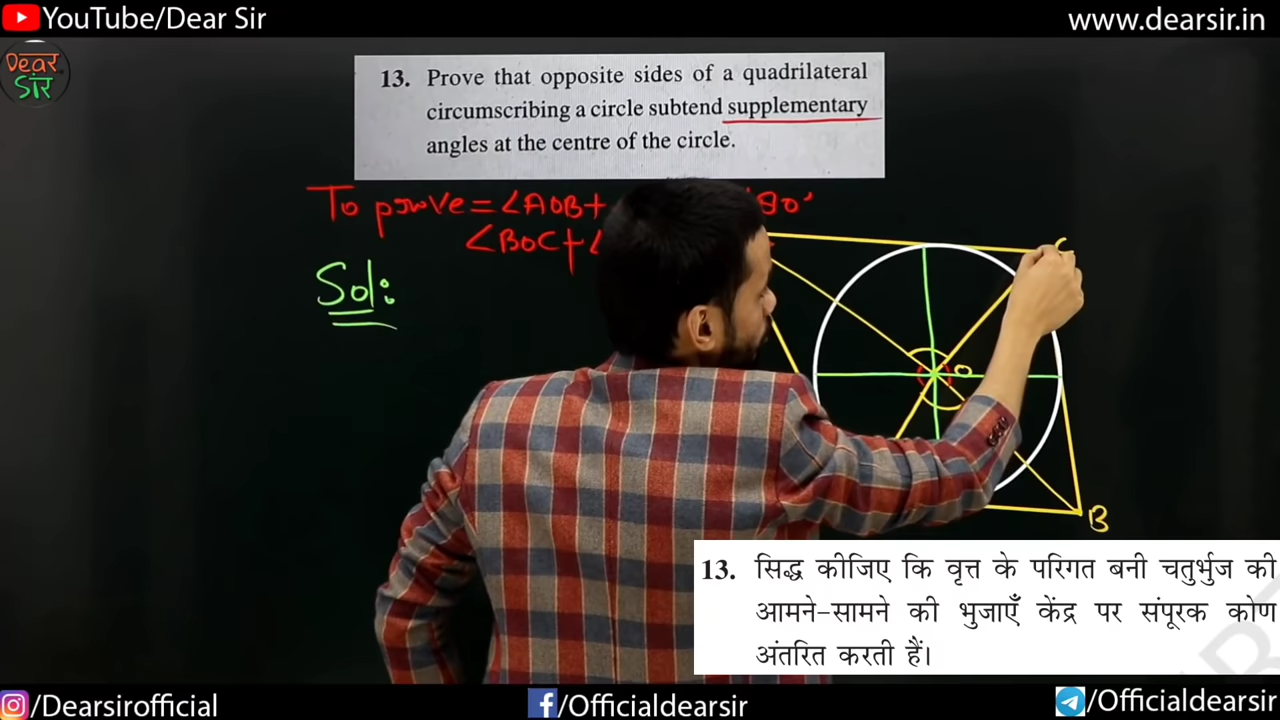 YouTube/Dear Sir
www.dearsir.in
Dear
सर
13. Prove that opposite sides of a quadrilateral
circumscribing a circle subtend supplementary
angles at the centre of the circle.
To prove = ∠AOB +
180°
∠BOC + ∠
Sol:
C
O
B
13. सिद्ध कीजिए कि वृत्त के परिगत बनी चतुर्भुज की
आमने-सामने की भुजाएँ केंद्र पर संपूरक कोण
अंतरित करती हैं।
/Dearsirofficial
/Officialdearsir
/Officialdearsir